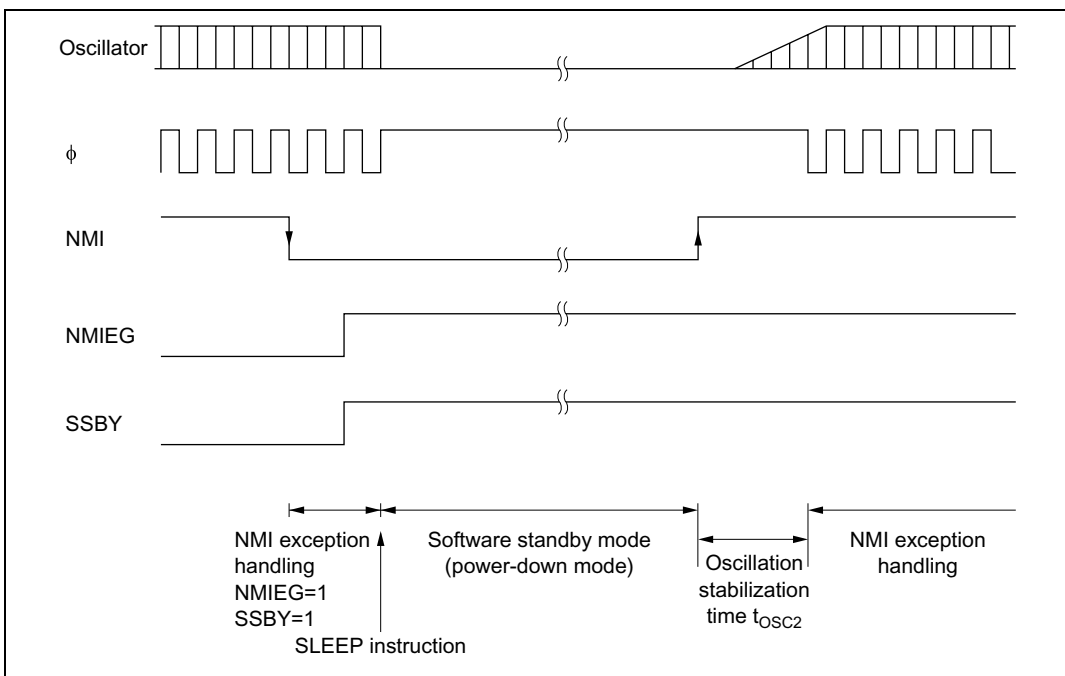 Oscillator
ϕ
NMI
NMIEG
SSBY
NMI exception
handling
NMIEG=1
SSBY=1
SLEEP instruction
Software standby mode
(power-down mode)
Oscillation
stabilization
time tOSC2
NMI exception
handling